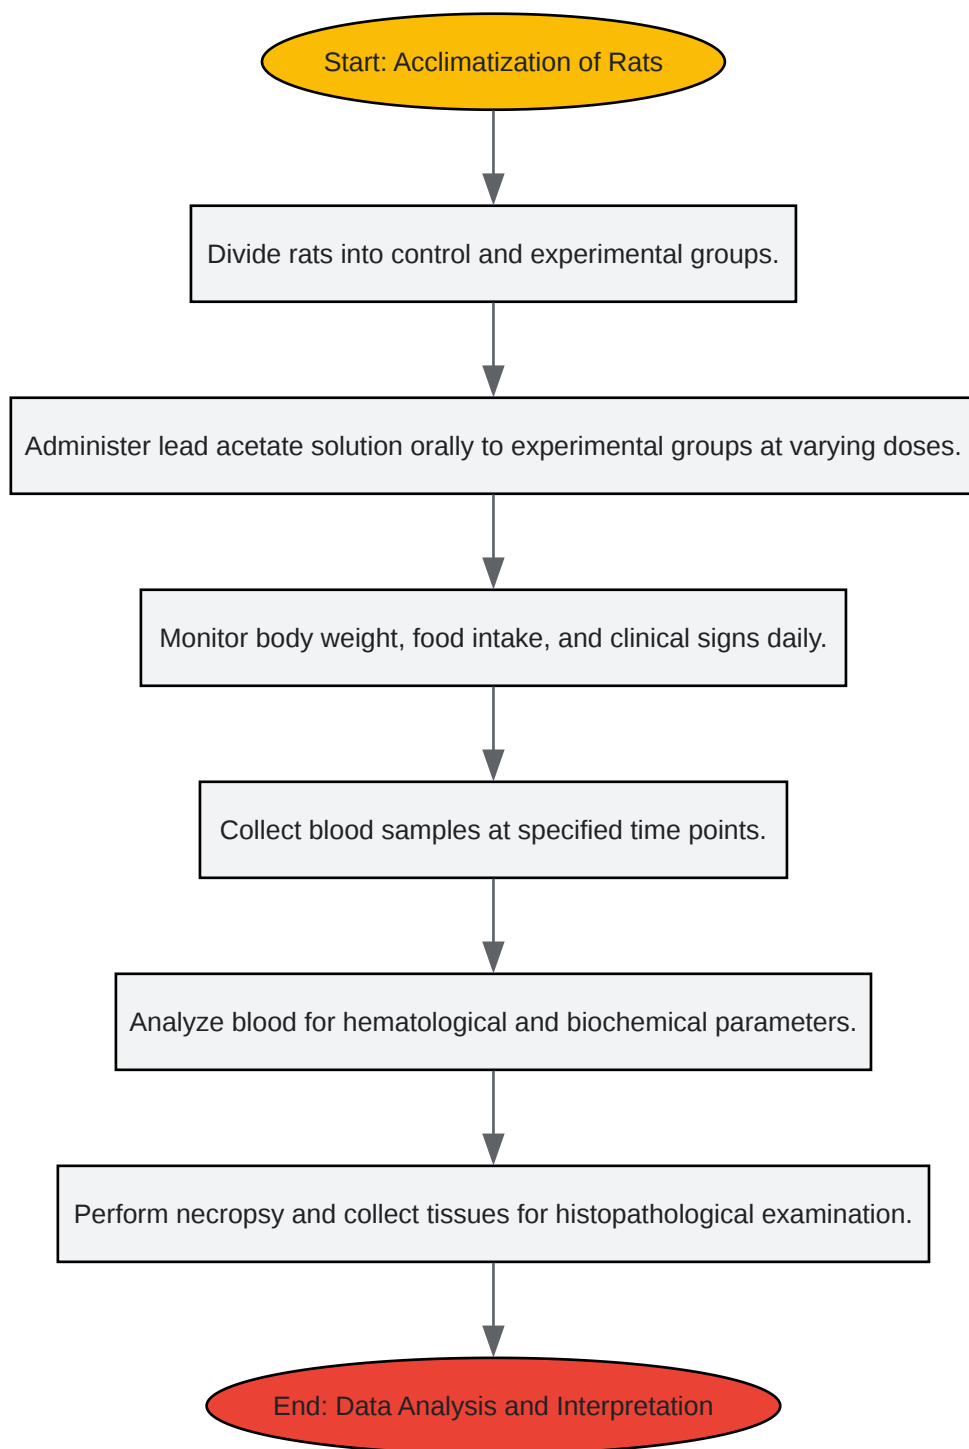 Start: Acclimatization of Rats
Divide rats into control and experimental groups.
Administer lead acetate solution orally to experimental groups at varying doses.
Monitor body weight, food intake, and clinical signs daily.
Collect blood samples at specified time points.
Analyze blood for hematological and biochemical parameters.
Perform necropsy and collect tissues for histopathological examination.
End: Data Analysis and Interpretation